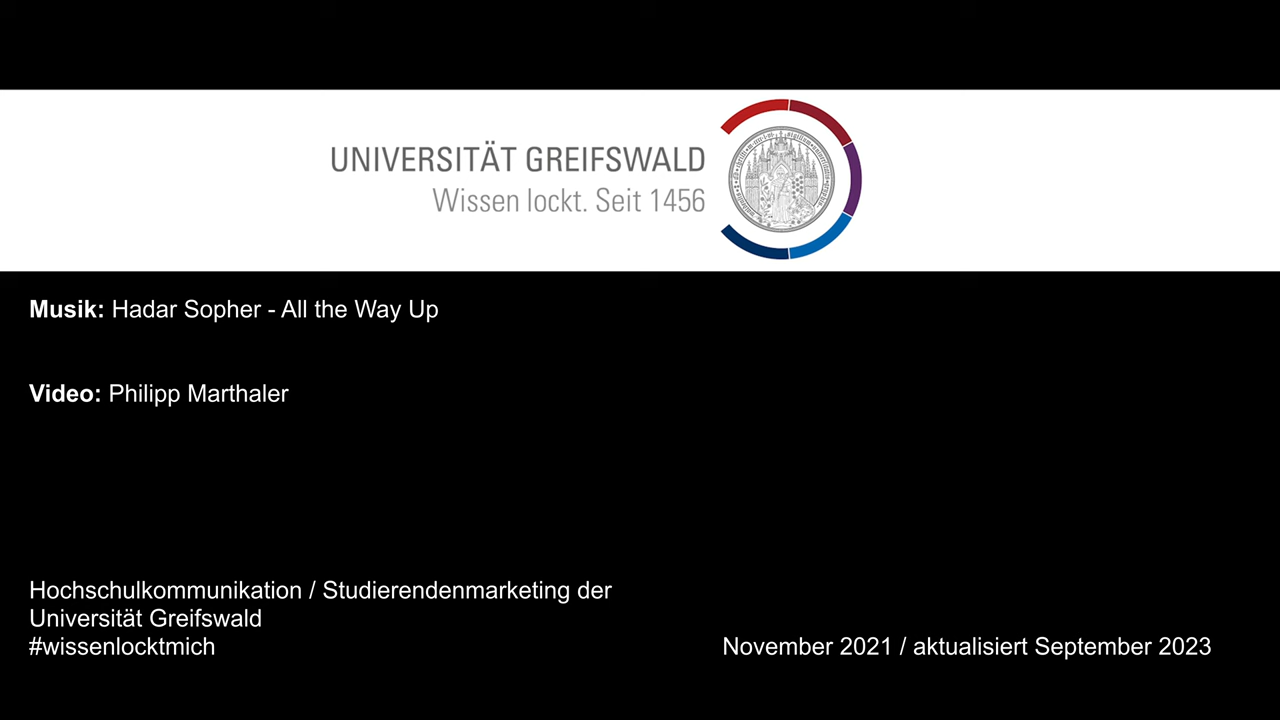 UNIVERSITÄT GREIFSWALD
Wissen lockt. Seit 1456
Musik: Hadar Sopher - All the Way Up
Video: Philipp Marthaler
Hochschulkommunikation / Studierendenmarketing der
Universität Greifswald
#wissenlocktmich
November 2021 / aktualisiert September 2023